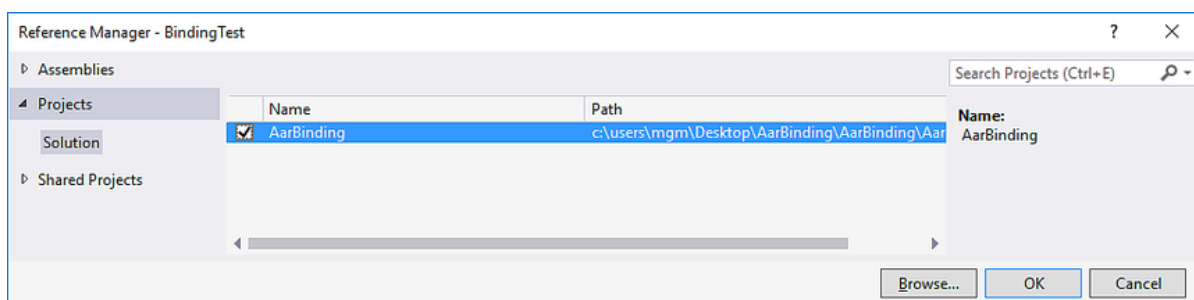 Reference Manager - BindingTest ?
Assemblies
Search Projects (Ctrl+E)
Projects
Solution
Shared Projects
Name Path
AarBinding c:\users\mgm\Desktop\AarBinding\AarBinding\Aar
Name:
AarBinding
Browse... OK Cancel